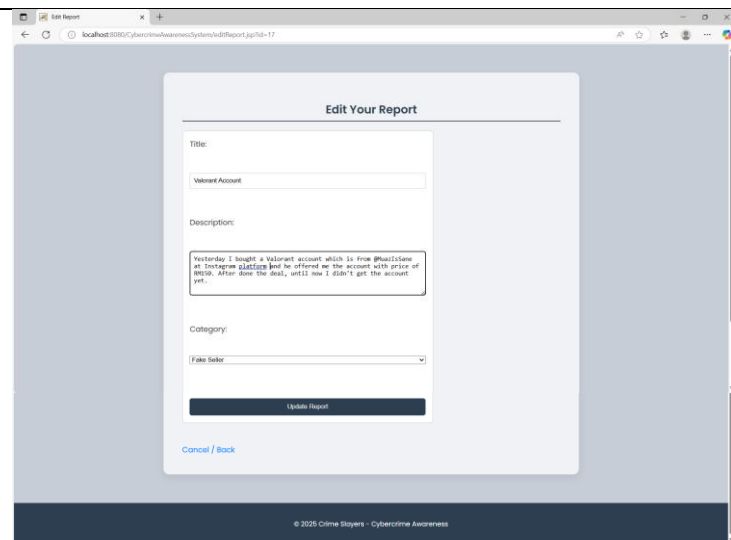 Edit Report
localhost:8080/CybercrimeAwarenessSystem/editReport.jsp?id=17
Edit Your Report
Title:
Valorant Account
Description:
Yesterday I bought a Valorant account which is from @MuazIsSane
at Instagram platform and he offered me the account with price of
RM150. After done the deal, until now I didn't get the account
yet.
Category:
Fake Seller
Update Report
Cancel / Back
© 2025 Crime Slayers - Cybercrime Awareness